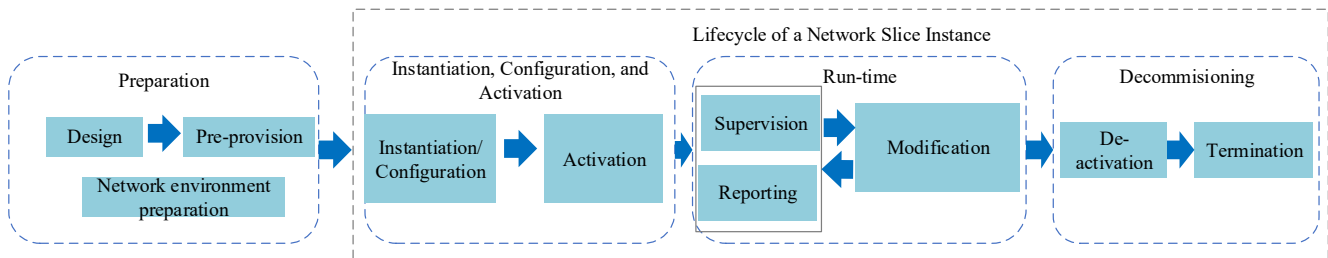 Lifecycle of a Network Slice Instance
Preparation
Design
Pre-provision
Network environment
preparation
Instantiation, Configuration, and
Activation
Instantiation/
Configuration
Activation
Run-time
Supervision
Reporting
Modification
Decommisioning
De-
activation
Termination